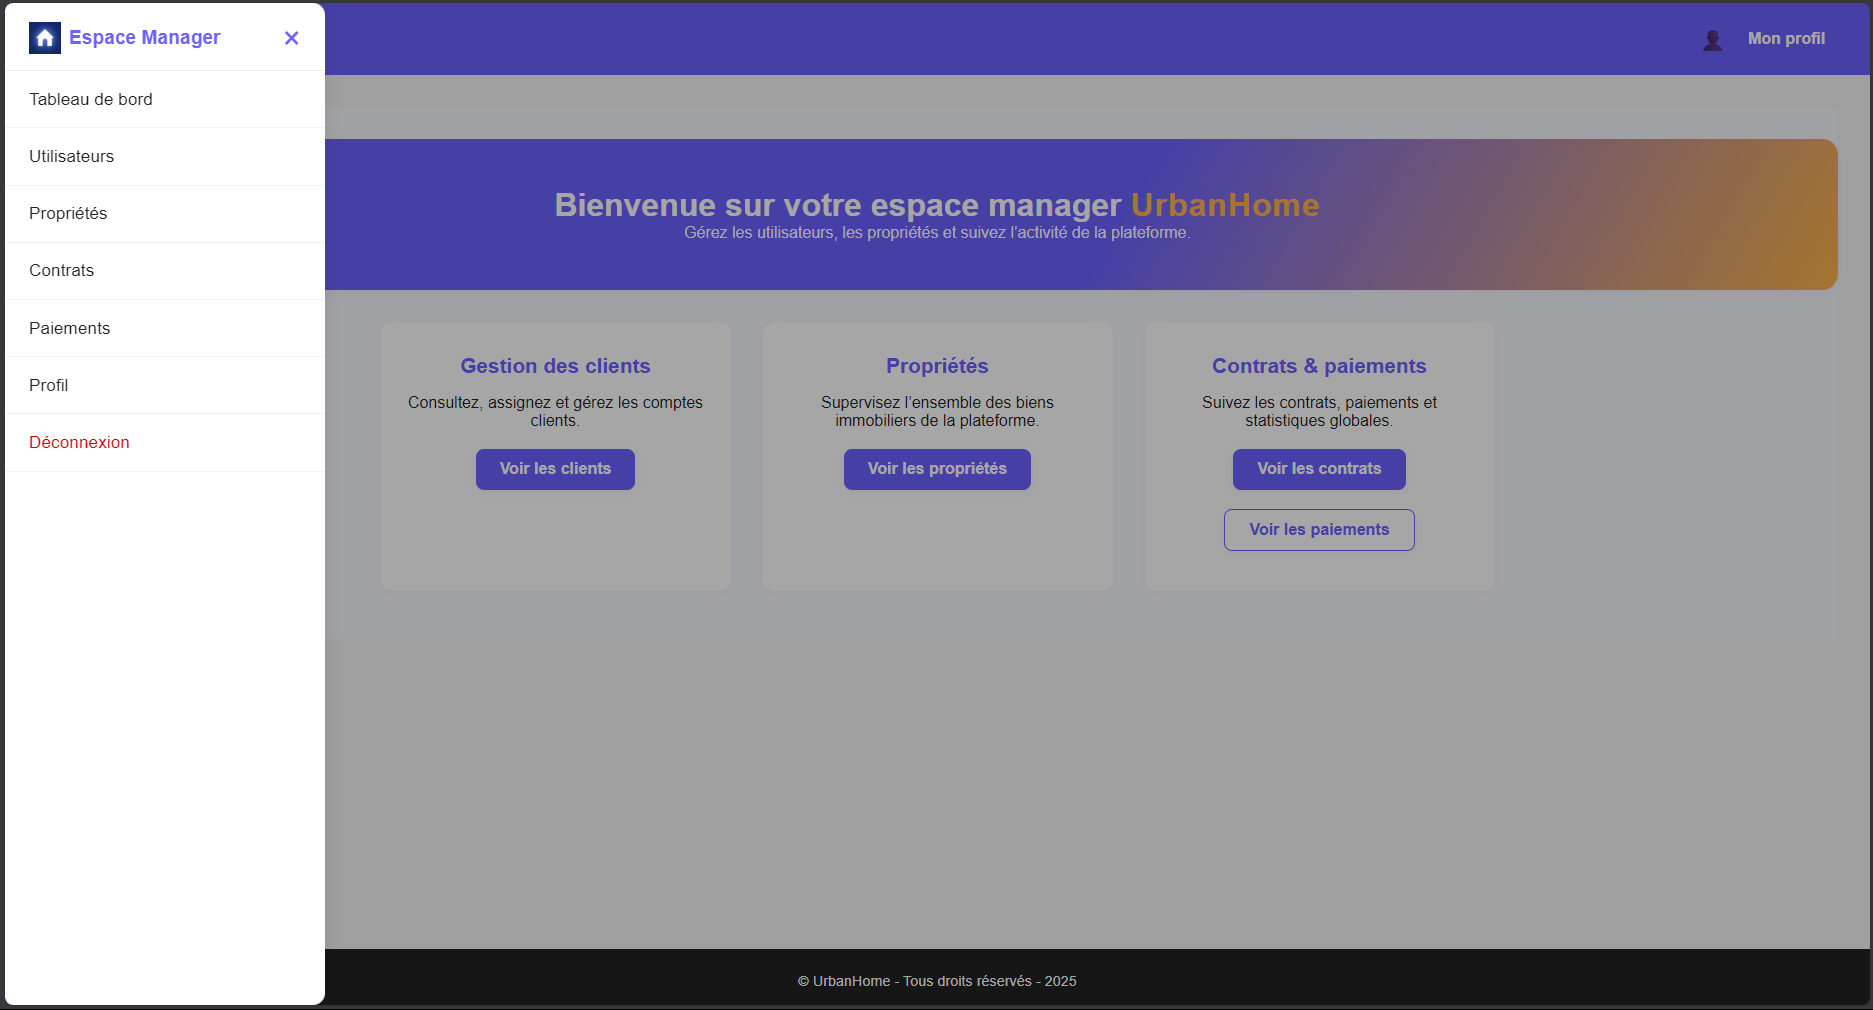 Espace Manager
×
Tableau de bord
Utilisateurs
Propriétés
Contrats
Paiements
Profil
Déconnexion
Mon profil
Bienvenue sur votre espace manager UrbanHome
Gérez les utilisateurs, les propriétés et suivez l’activité de la plateforme.
Gestion des clients
Consultez, assignez et gérez les comptes
clients.
Voir les clients
Propriétés
Supervisez l’ensemble des biens
immobiliers de la plateforme.
Voir les propriétés
Contrats & paiements
Suivez les contrats, paiements et
statistiques globales.
Voir les contrats
Voir les paiements
© UrbanHome - Tous droits réservés - 2025